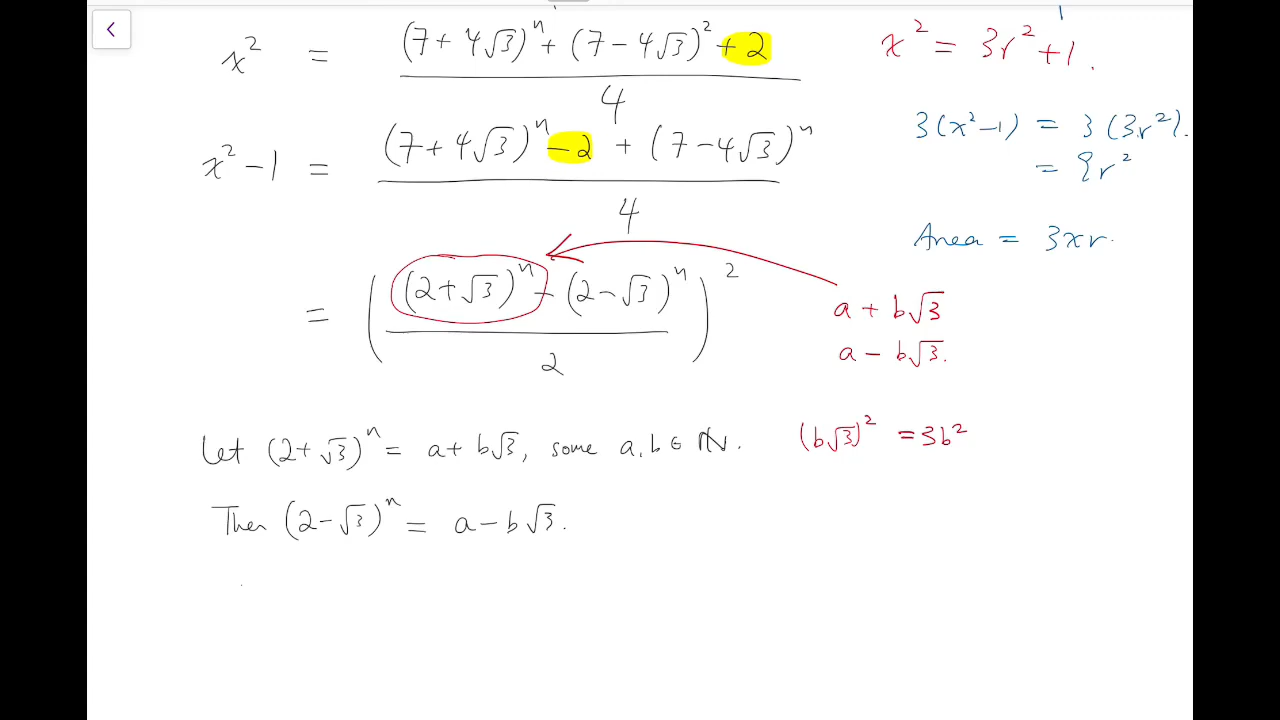 x² = ((7 + 4√3)ⁿ + (7 - 4√3)² + 2) / 4
x² - 1 = ((7 + 4√3)ⁿ - 2 + (7 - 4√3)ⁿ) / 4
= (((2 + √3)ⁿ - (2 - √3)ⁿ) / 2)²
Let (2 + √3)ⁿ = a + b√3, some a, b ∈ ℕ.
Then (2 - √3)ⁿ = a - b√3.
x² = 3r² + 1.
3(x² - 1) = 3(3r²).
= 9r²
Area = 3xr.
a + b√3
a - b√3.
(b√3)² = 3b²